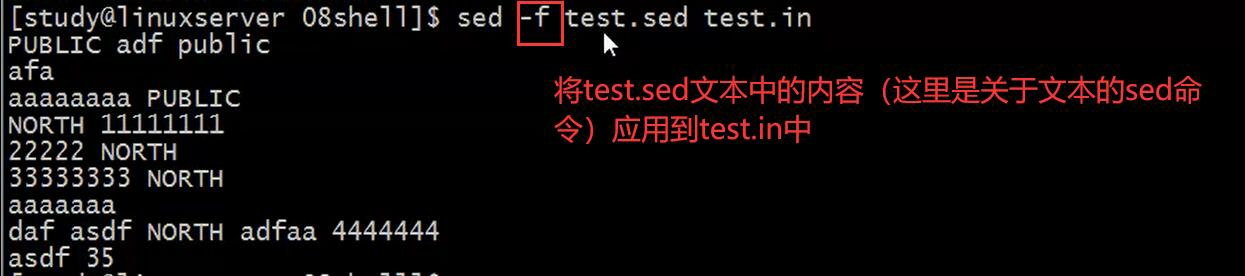 [study@linuxserver 08shell]$ sed -f test.sed test.in
PUBLIC adf public
afa
aaaaaaaa PUBLIC
NORTH 11111111
22222 NORTH
33333333 NORTH
aaaaaaa
daf asdf NORTH adfaa 4444444
asdf 35
将test.sed文本中的内容（这里是关于文本的sed命
令）应用到test.in中